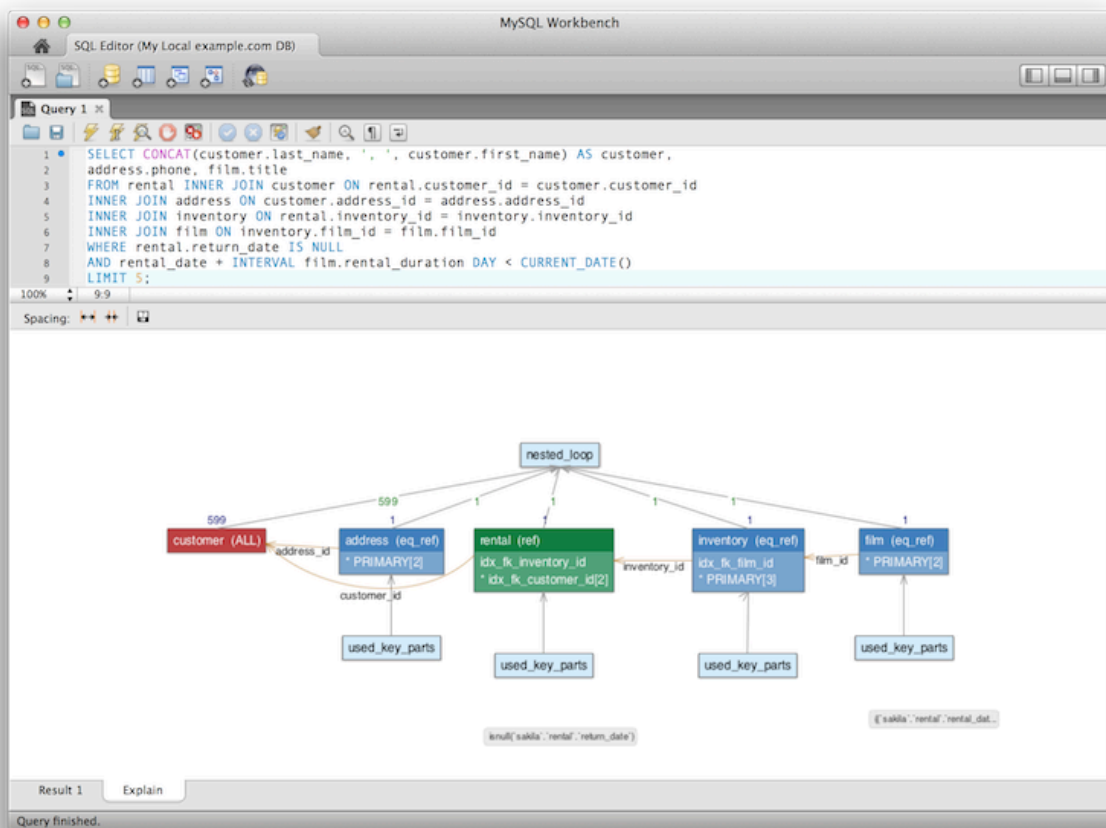 MySQL Workbench
SQL Editor (My Local example.com DB)
Query 1
1 SELECT CONCAT(customer.last_name, ', ', customer.first_name) AS customer,
2 address.phone, film.title
3 FROM rental INNER JOIN customer ON rental.customer_id = customer.customer_id
4 INNER JOIN address ON customer.address_id = address.address_id
5 INNER JOIN inventory ON rental.inventory_id = inventory.inventory_id
6 INNER JOIN film ON inventory.film_id = film.film_id
7 WHERE rental.return_date IS NULL
8 AND rental_date + INTERVAL film.rental_duration DAY < CURRENT_DATE()
9 LIMIT 5;
100% 9:9
Spacing:
nested_loop
599 1 1 1 1
599 1 1 1 1
customer (ALL) address (eq_ref) rental (ref) inventory (eq_ref) film (eq_ref)
address_id * PRIMARY[2] idx_fk_inventory_id inventory_id idx_fk_film_id film_id * PRIMARY[2]
* idx_fk_customer_id[2] * PRIMARY[3]
customer_id
used_key_parts used_key_parts
used_key_parts used_key_parts
((`sakila`.`rental`.`rental_dat...
isnull(`sakila`.`rental`.`return_date`)
Result 1 Explain
Query finished.